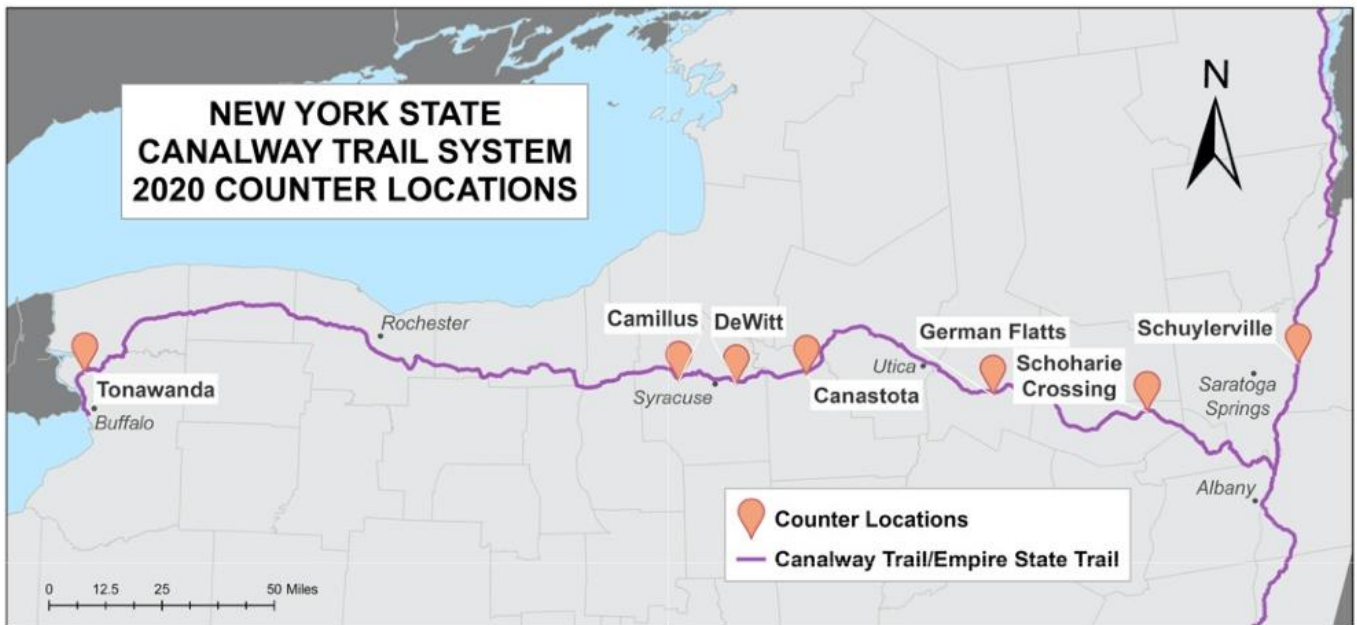 NEW YORK STATE
CANALWAY TRAIL SYSTEM
2020 COUNTER LOCATIONS
N
Rochester
Camillus
DeWitt
German Flatts
Schuylerville
Tonawanda
Buffalo
Syracuse
Canastota
Utica
Schoharie
Crossing
Saratoga
Springs
Albany
Counter Locations
Canalway Trail/Empire State Trail
0 12.5 25 50 Miles